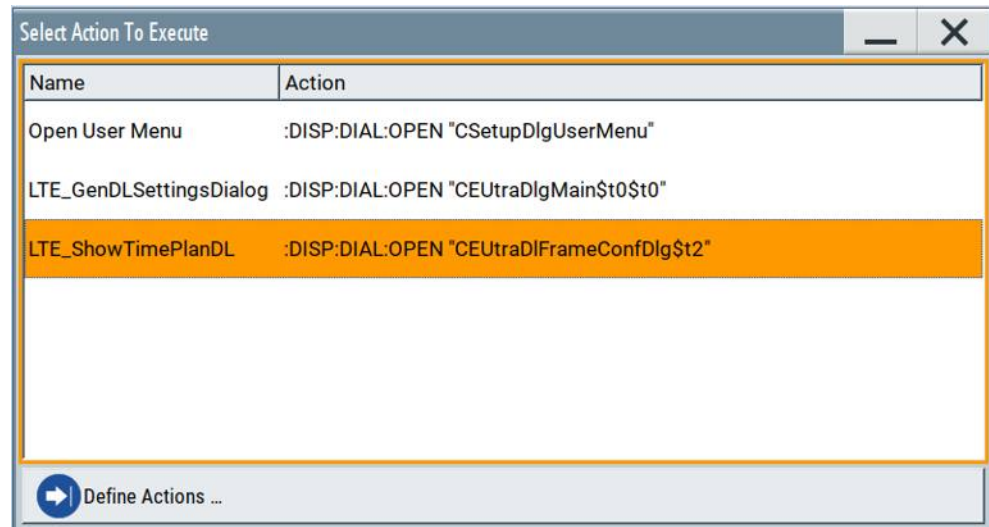 Select Action To Execute
Name Action
Open User Menu :DISP:DIAL:OPEN "CSetupDlgUserMenu"
LTE_GenDLSettingsDialog :DISP:DIAL:OPEN "CEUtraDlgMain$t0$t0"
LTE_ShowTimePlanDL :DISP:DIAL:OPEN "CEUtraDlFrameConfDlg$t2"
Define Actions ...